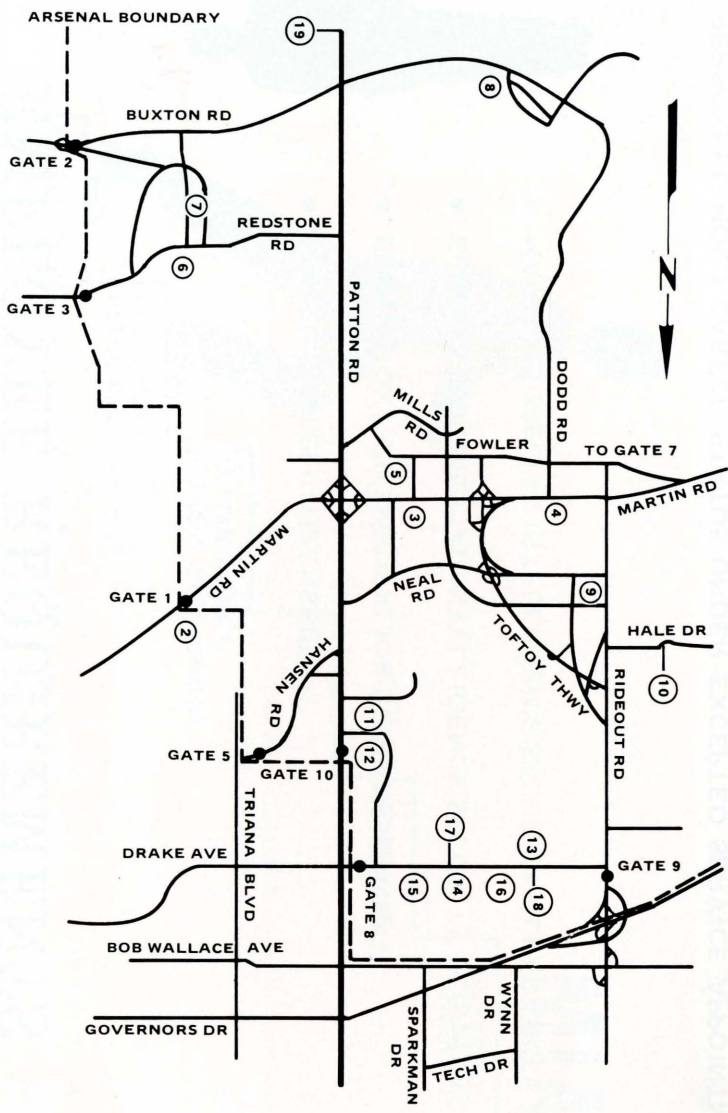 ARSENAL BOUNDARY
19
8
BUXTON RD
GATE 2
7
REDSTONE
RD
6
N
GATE 3
PATTON RD
DODD RD
MILLS
RD
FOWLER
TO GATE 7
5
MARTIN RD
3
4
MARTIN RD
GATE 1
2
NEAL
RD
9
TOFTOY THWY
HALE DR
10
HANSEN
RD
RIDEOUT RD
11
12
GATE 5
GATE 10
TRIANA
BLVD
17
13
DRAKE AVE
GATE 8
15
14
16
18
GATE 9
BOB WALLACE AVE
GOVERNORS DR
SPARKMAN
DR
WYNN
DR
TECH DR